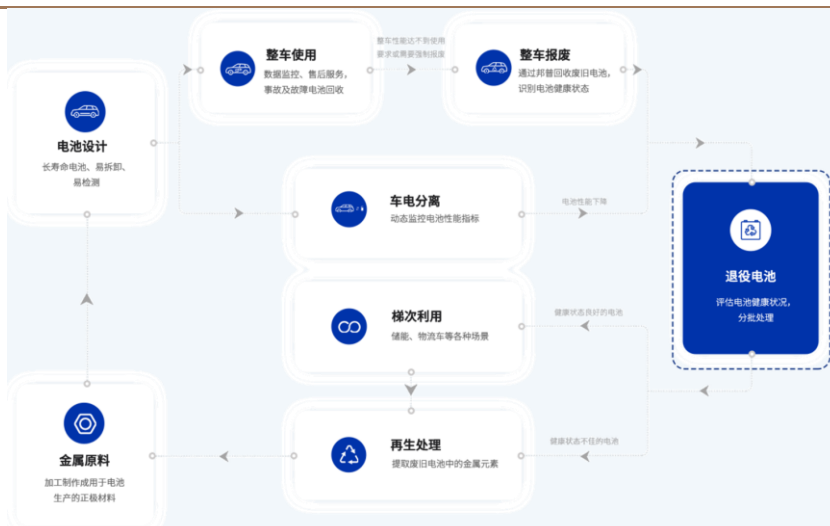 整车使用
数据监控、售后服务，
事故及故障电池回收
整车性能达不到使用
要求或需要强制报废
整车报废
通过邦普回收废旧电池，
识别电池健康状态
电池设计
长寿命电池、易拆卸、
易检测
车电分离
动态监控电池性能指标
电池性能下降
退役电池
评估电池健康状况，
分批处理
梯次利用
储能、物流车等各种场景
健康状态良好的电池
再生处理
提取废旧电池中的金属元素
健康状态不佳的电池
金属原料
加工制作成用于电池
生产的正极材料